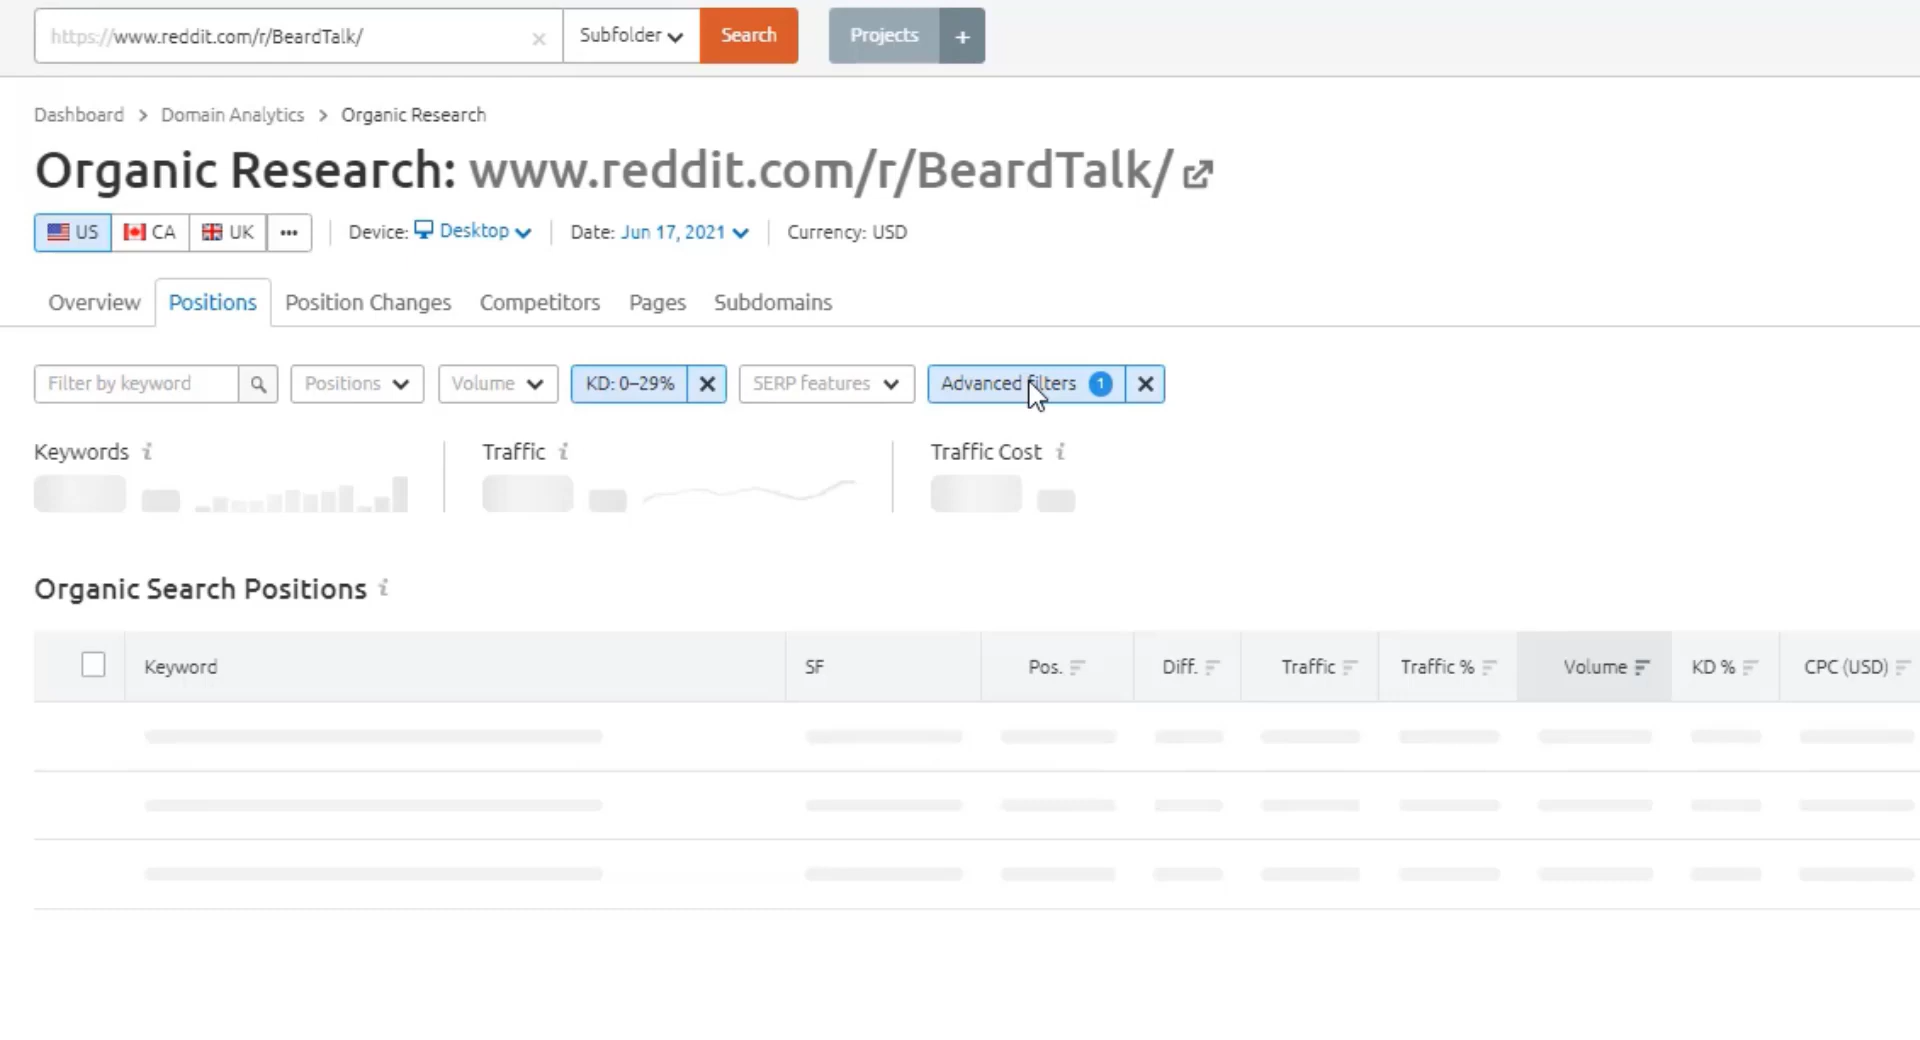 https://www.reddit.com/r/BeardTalk/ Subfolder Search Projects +
Dashboard > Domain Analytics > Organic Research
Organic Research: www.reddit.com/r/BeardTalk/
US CA UK ... Device: Desktop Date: Jun 17, 2021 Currency: USD
Overview Positions Position Changes Competitors Pages Subdomains
Filter by keyword Positions Volume KD: 0–29% SERP features Advanced filters 1
Keywords i Traffic i Traffic Cost i
Organic Search Positions i
Keyword SF Pos. Diff. Traffic Traffic % Volume KD % CPC (USD)